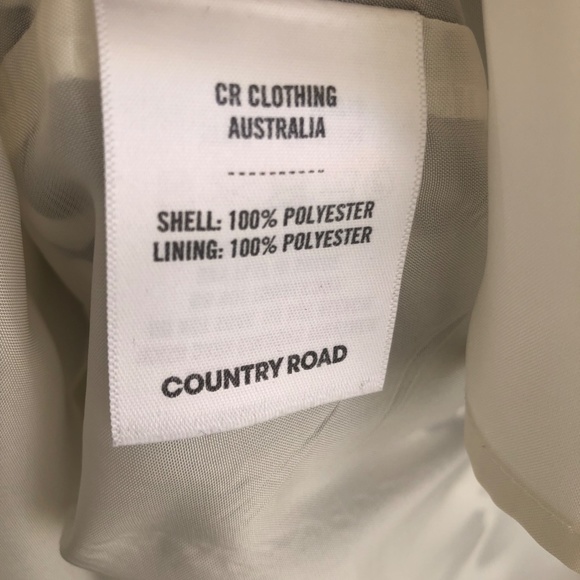 CR CLOTHING
AUSTRALIA
----------
SHELL: 100% POLYESTER
LINING: 100% POLYESTER
COUNTRY ROAD